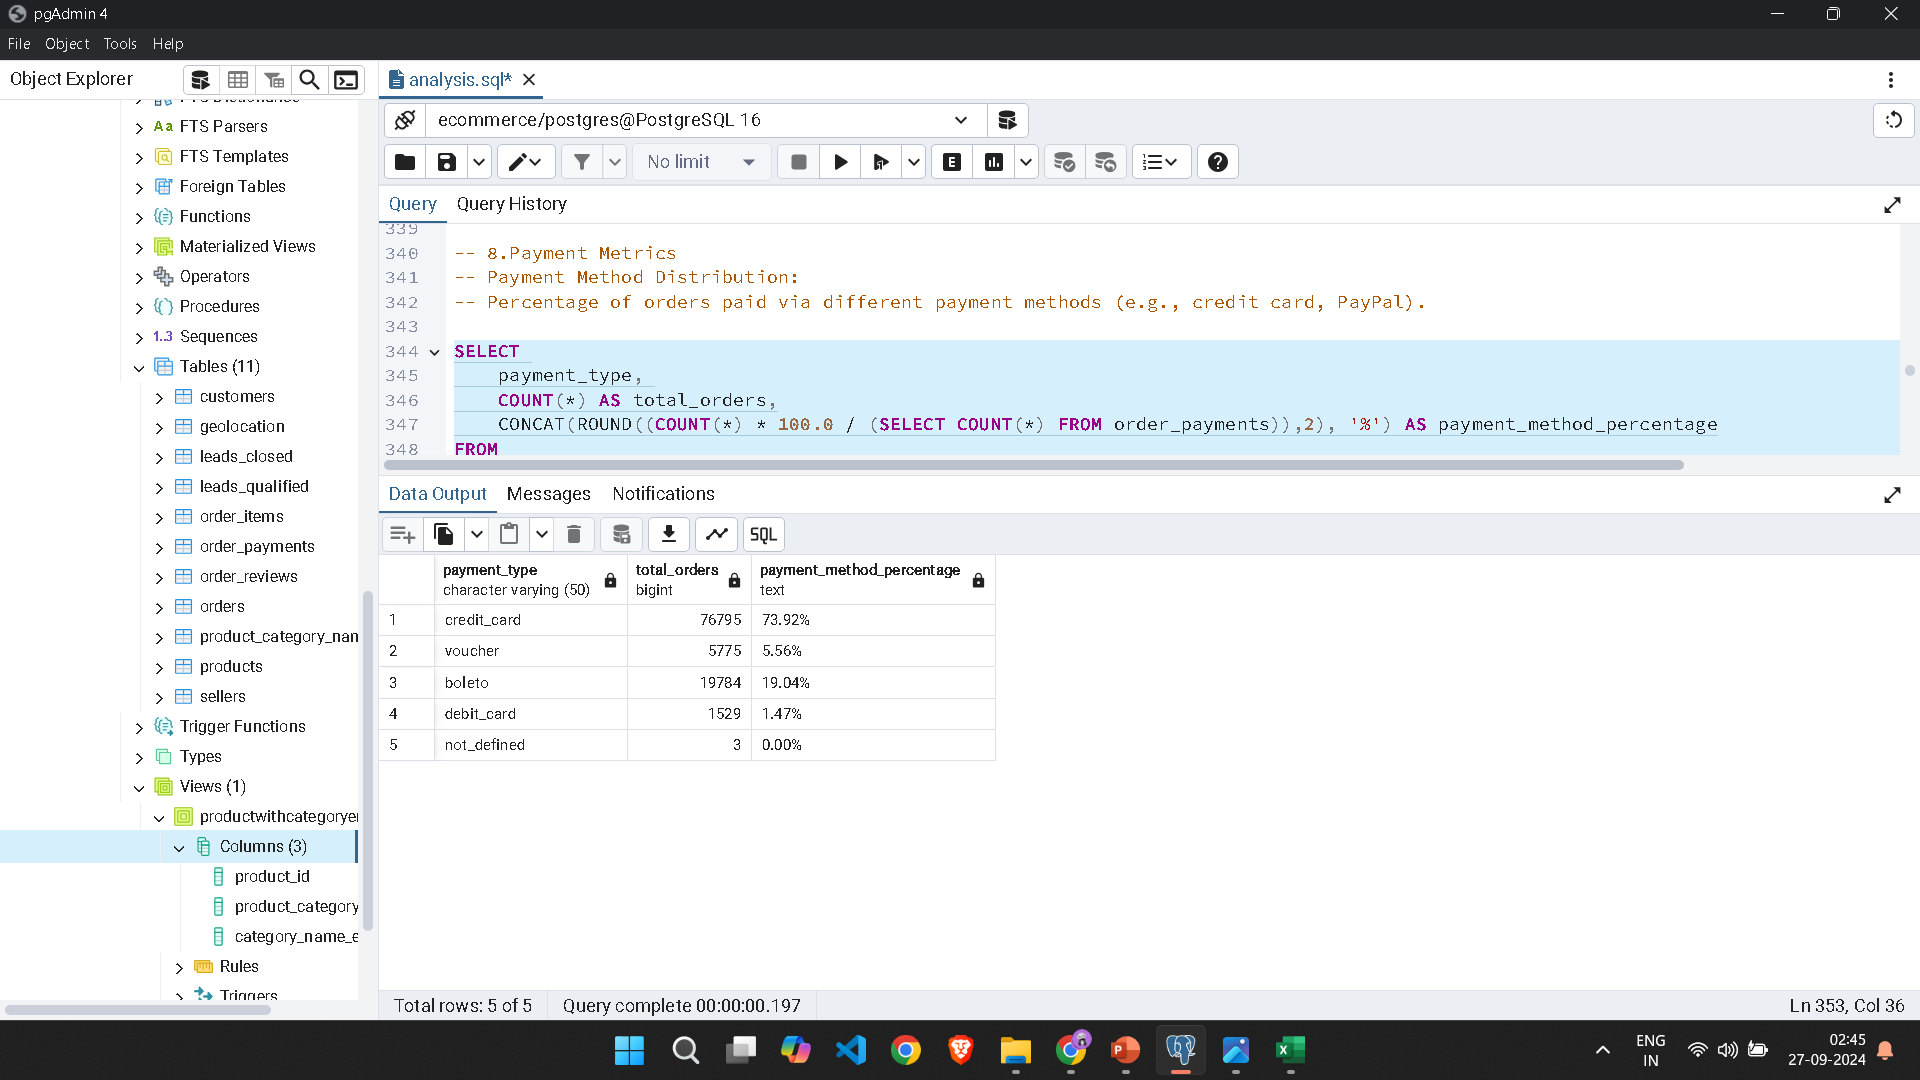 pgAdmin 4
File Object Tools Help
Object Explorer
analysis.sql*
FTS Dictionaries
Aa FTS Parsers
FTS Templates
Foreign Tables
Functions
Materialized Views
Operators
Procedures
1..3 Sequences
Tables (11)
customers
geolocation
leads_closed
leads_qualified
order_items
order_payments
order_reviews
orders
product_category_nam
products
sellers
Trigger Functions
Types
Views (1)
productwithcategoryer
Columns (3)
product_id
product_category
category_name_e
Rules
Triggers
ecommerce/postgres@PostgreSQL 16
No limit
E
Query Query History
339
340 -- 8.Payment Metrics
341 -- Payment Method Distribution:
342 -- Percentage of orders paid via different payment methods (e.g., credit card, PayPal).
343
344 SELECT
345 payment_type,
346 COUNT(*) AS total_orders,
347 CONCAT(ROUND((COUNT(*) * 100.0 / (SELECT COUNT(*) FROM order_payments)),2), '%') AS payment_method_percentage
348 FROM
Data Output Messages Notifications
SQL
payment_type total_orders payment_method_percentage
character varying (50) bigint text
1 credit_card 76795 73.92%
2 voucher 5775 5.56%
3 boleto 19784 19.04%
4 debit_card 1529 1.47%
5 not_defined 3 0.00%
Total rows: 5 of 5 Query complete 00:00:00.197 Ln 353, Col 36
ENG
IN
02:45
27-09-2024